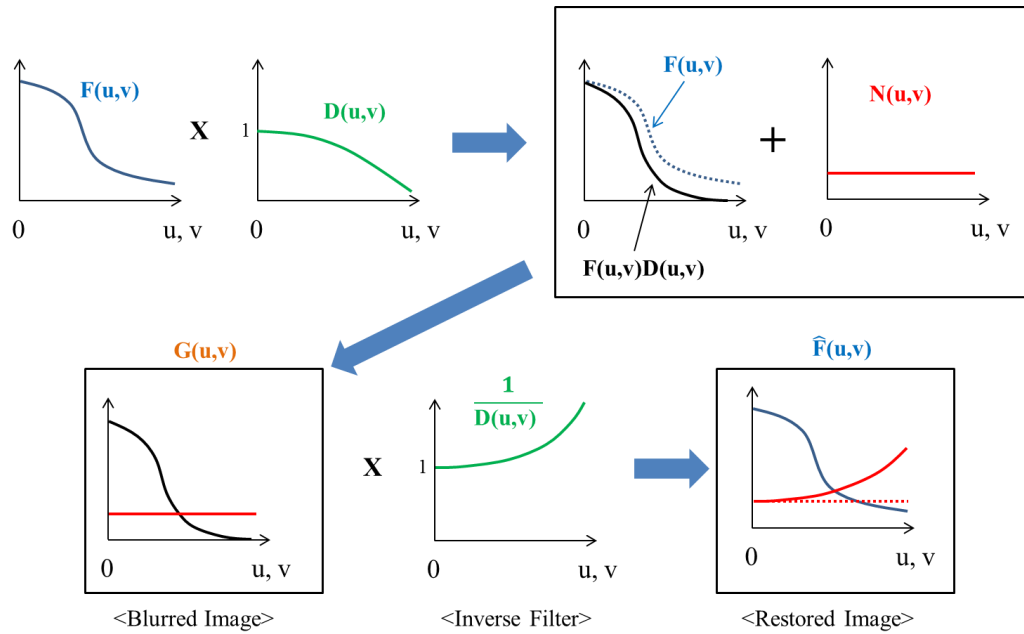 F(u,v)
X
D(u,v)
1
0
u, v
0
u, v
F(u,v)
+
N(u,v)
0
u, v
0
u, v
F(u,v)D(u,v)
G(u,v)
0
u, v
<Blurred Image>
X
1
D(u,v)
1
0
u, v
<Inverse Filter>
F̂(u,v)
0
u, v
<Restored Image>